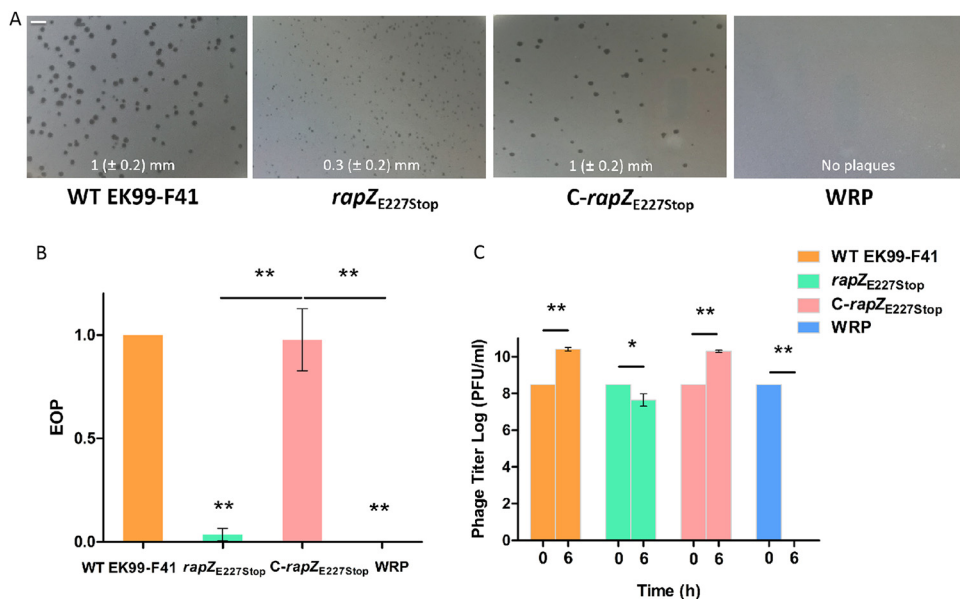 A
1 (± 0.2) mm
0.3 (± 0.2) mm
1 (± 0.2) mm
No plaques
WT EK99-F41
rapZE227Stop
C-rapZE227Stop
WRP
B
**
**
1.0
0.5
0.0
EOP
**
**
WT EK99-F41
rapZE227Stop
C-rapZE227Stop
WRP
C
WT EK99-F41
rapZE227Stop
C-rapZE227Stop
WRP
**
*
**
**
10
8
6
4
2
0
Phage Titer Log (PFU/ml)
0 6 0 6 0 6 0 6
Time (h)